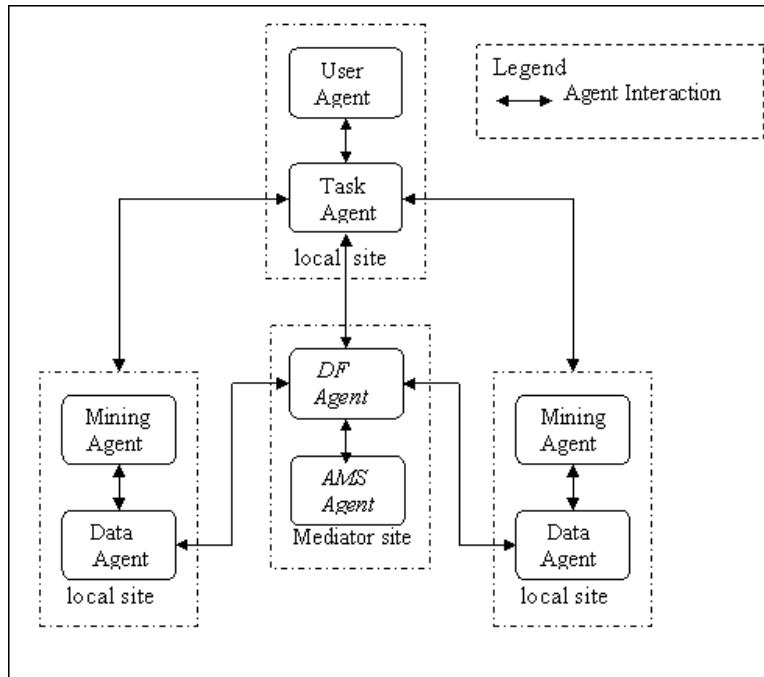 User
Agent
Legend
Agent Interaction
Task
Agent
local site
DF
Agent
AMS
Agent
Mediator site
Mining
Agent
Data
Agent
local site
Mining
Agent
Data
Agent
local site